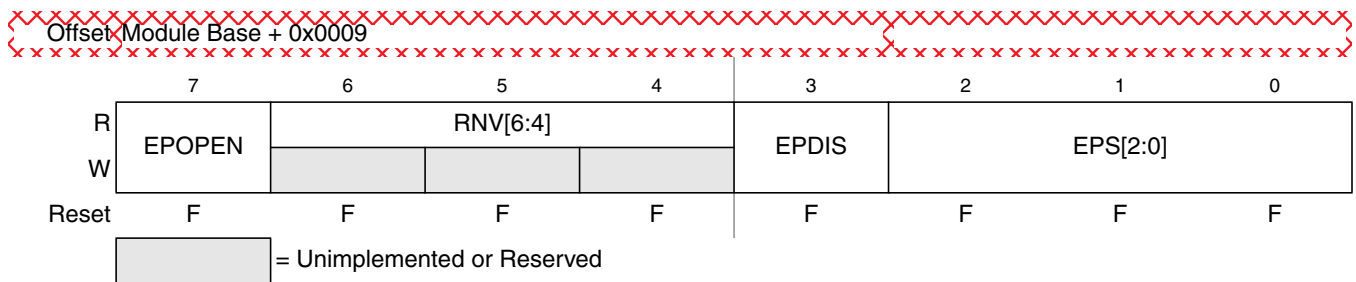 Offset Module Base + 0x0009
7 6 5 4 3 2 1 0
R EPOPEN RNV[6:4] EPDIS EPS[2:0]
W
Reset F F F F F F F F
= Unimplemented or Reserved